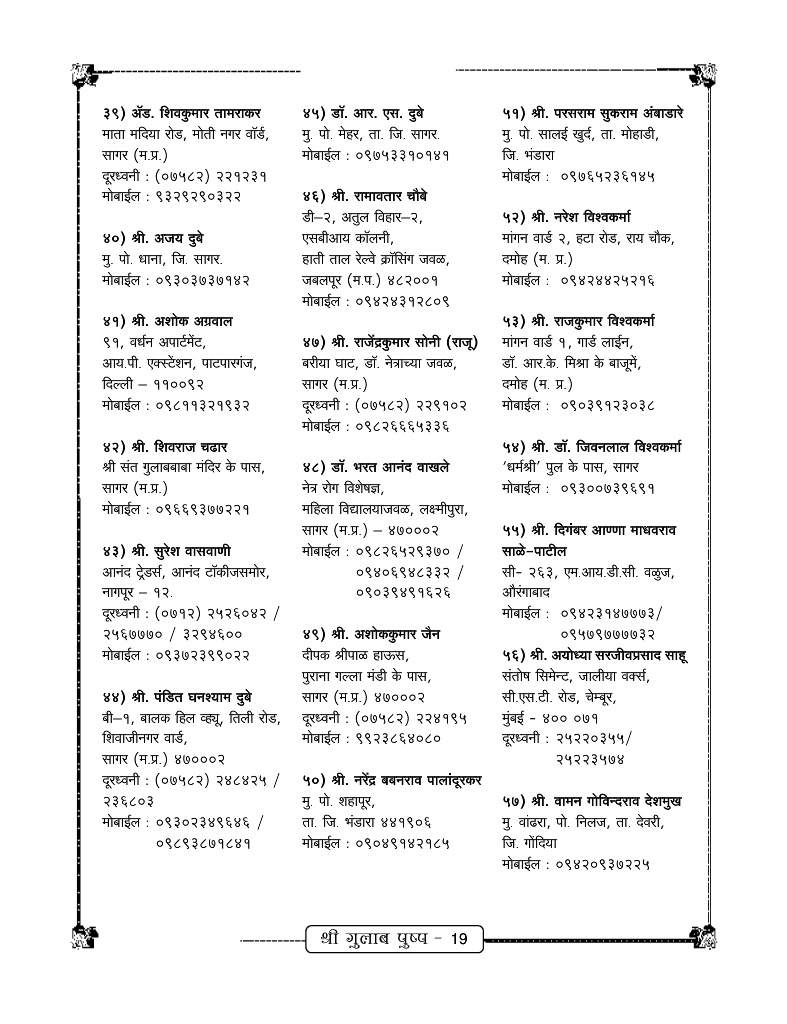 ३९) ॲड. शिवकुमार तामराकर
माता मदिया रोड, मोती नगर वॉर्ड,
सागर (म.प्र.)
दूरध्वनी : (०७५८२) २२१२३१
मोबाईल : ९३२९२९०३२२
४०) श्री. अजय दुबे
मु. पो. धाना, जि. सागर.
मोबाईल : ०९३०३७३७१४२
४१) श्री. अशोक अग्रवाल
९१, वर्धन अपार्टमेंट,
आय.पी. एक्स्टेंशन, पाटपारगंज,
दिल्ली – ११००९२
मोबाईल : ०९८११३२१९३२
४२) श्री. शिवराज चढार
श्री संत गुलाबबाबा मंदिर के पास,
सागर (म.प्र.)
मोबाईल : ०९६६९३७७२२१
४३) श्री. सुरेश वासवाणी
आनंद ट्रेडर्स, आनंद टॉकीजसमोर,
नागपूर – १२.
दूरध्वनी : (०७१२) २५२६०४२ /
२५६७७७० / ३२९४६००
मोबाईल : ०९३७२३९९०२२
४४) श्री. पंडित घनश्याम दुबे
बी–१, बालक हिल व्ह्यू, तिली रोड,
शिवाजीनगर वार्ड,
सागर (म.प्र.) ४७०००२
दूरध्वनी : (०७५८२) २४८४२५ /
२३६८०३
मोबाईल : ०९३०२३४९६४६ /
०९८९३८७१८४१
४५) डॉ. आर. एस. दुबे
मु. पो. मेहर, ता. जि. सागर.
मोबाईल : ०९७५३३१०१४१
४६) श्री. रामावतार चौबे
डी–२, अतुल विहार–२,
एसबीआय कॉलनी,
हाती ताल रेल्वे क्रॉसिंग जवळ,
जबलपूर (म.प.) ४८२००१
मोबाईल : ०९४२४३१२८०९
४७) श्री. राजेंद्रकुमार सोनी (राजू)
बरीया घाट, डॉ. नेत्राच्या जवळ,
सागर (म.प्र.)
दूरध्वनी : (०७५८२) २२९१०२
मोबाईल : ०९८२६६६५३३६
४८) डॉ. भरत आनंद वाखले
नेत्र रोग विशेषज्ञ,
महिला विद्यालयाजवळ, लक्ष्मीपुरा,
सागर (म.प्र.) – ४७०००२
मोबाईल : ०९८२६५२९३७० /
०९४०६९४८३३२ /
०९०३९४९१६२६
४९) श्री. अशोककुमार जैन
दीपक श्रीपाळ हाऊस,
पुराना गल्ला मंडी के पास,
सागर (म.प्र.) ४७०००२
दूरध्वनी : (०७५८२) २२४१९५
मोबाईल : ९९२३८६४०८०
५०) श्री. नरेंद्र बबनराव पालांदूरकर
मु. पो. शहापूर,
ता. जि. भंडारा ४४१९०६
मोबाईल : ०९०४९१४२१८५
५१) श्री. परसराम सुकराम अंबाडारे
मु. पो. सालई खुर्द, ता. मोहाडी,
जि. भंडारा
मोबाईल : ०९७६५२३६१४५
५२) श्री. नरेश विश्वकर्मा
मांगन वार्ड २, हटा रोड, राय चौक,
दमोह (म. प्र.)
मोबाईल : ०९४२४४२५२१६
५३) श्री. राजकुमार विश्वकर्मा
मांगन वार्ड १, गार्ड लाईन,
डॉ. आर.के. मिश्रा के बाजूमें,
दमोह (म. प्र.)
मोबाईल : ०९०३९१२३०३८
५४) श्री. डॉ. जिवनलाल विश्वकर्मा
‘धर्मश्री’ पुल के पास, सागर
मोबाईल : ०९३००७३९६९१
५५) श्री. दिगंबर आण्णा माधवराव
साळे-पाटील
सी- २६३, एम.आय.डी.सी. वळुज,
औरंगाबाद
मोबाईल : ०९४२३१४७७७३/
०९५७९७७७७३२
५६) श्री. अयोध्या सरजीवप्रसाद साहू
संतोष सिमेन्ट, जालीया वर्क्स,
सी.एस.टी. रोड, चेम्बूर,
मुंबई - ४०० ०७१
दूरध्वनी : २५२२०३५५/
२५२२३५७४
५७) श्री. वामन गोविन्दराव देशमुख
मु. वांढरा, पो. निलज, ता. देवरी,
जि. गोंदिया
मोबाईल : ०९४२०९३७२२५
श्री गुलाब पुष्प - 19